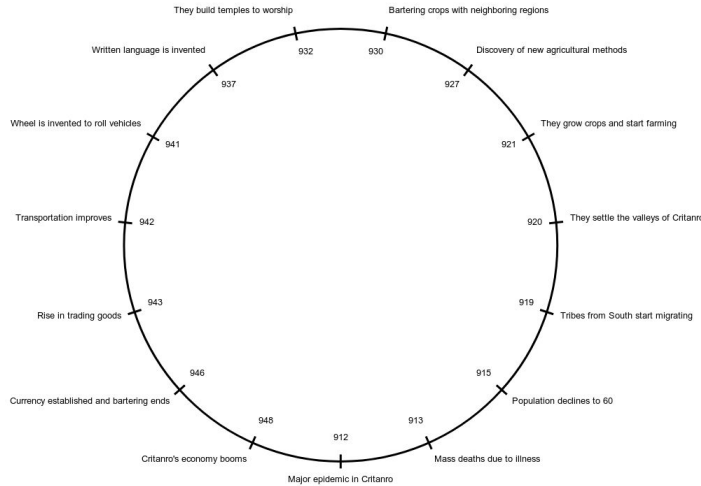 They build temples to worship
Bartering crops with neighboring regions
932
930
Written language is invented
Discovery of new agricultural methods
937
927
Wheel is invented to roll vehicles
They grow crops and start farming
941
921
Transportation improves
942
920
They settle the valleys of Critanro
943
919
Rise in trading goods
Tribes from South start migrating
946
915
Currency established and bartering ends
Population declines to 60
948
913
912
Critanro's economy booms
Mass deaths due to illness
Major epidemic in Critanro